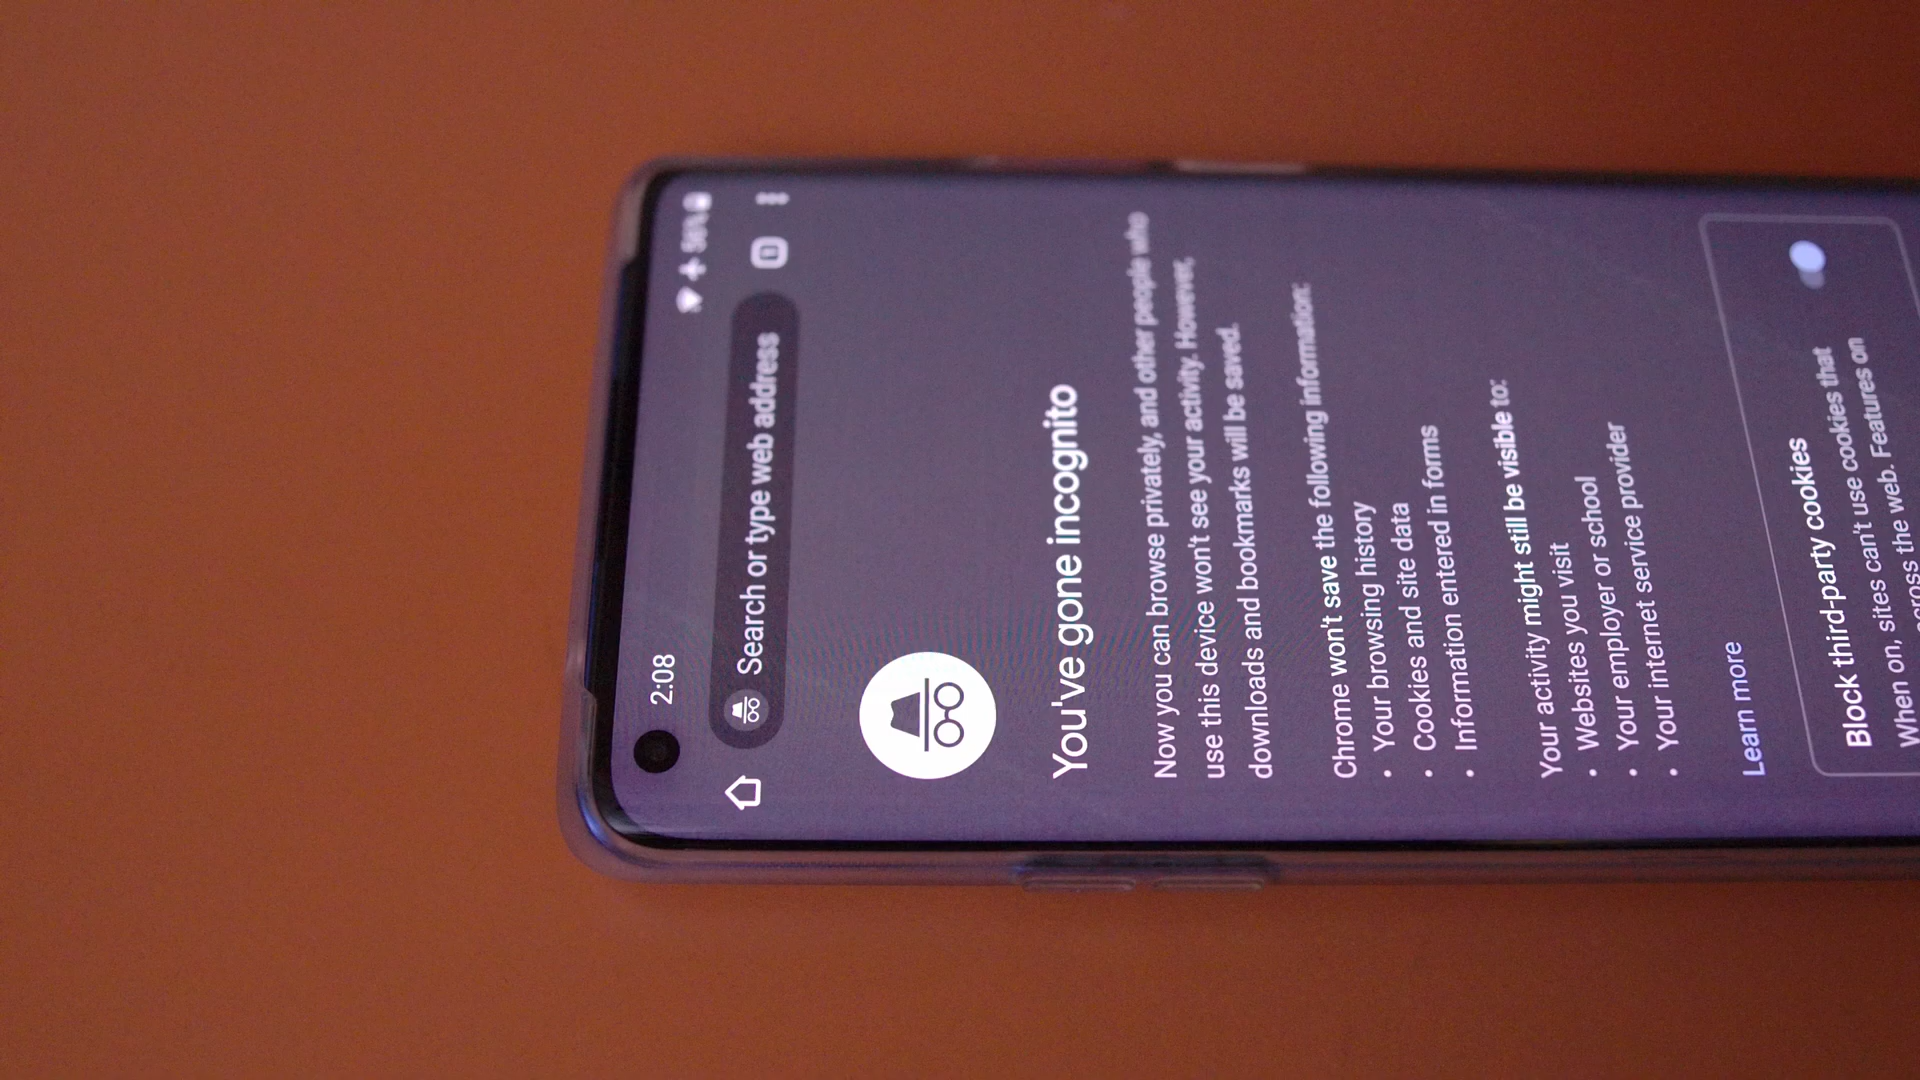 2:08
56%
Search or type web address
1
You've gone incognito
Now you can browse privately, and other people who
use this device won't see your activity. However,
downloads and bookmarks will be saved.
Chrome won't save the following information:
• Your browsing history
• Cookies and site data
• Information entered in forms
Your activity might still be visible to:
• Websites you visit
• Your employer or school
• Your internet service provider
Learn more
Block third-party cookies
When on, sites can't use cookies that
across the web. Features on